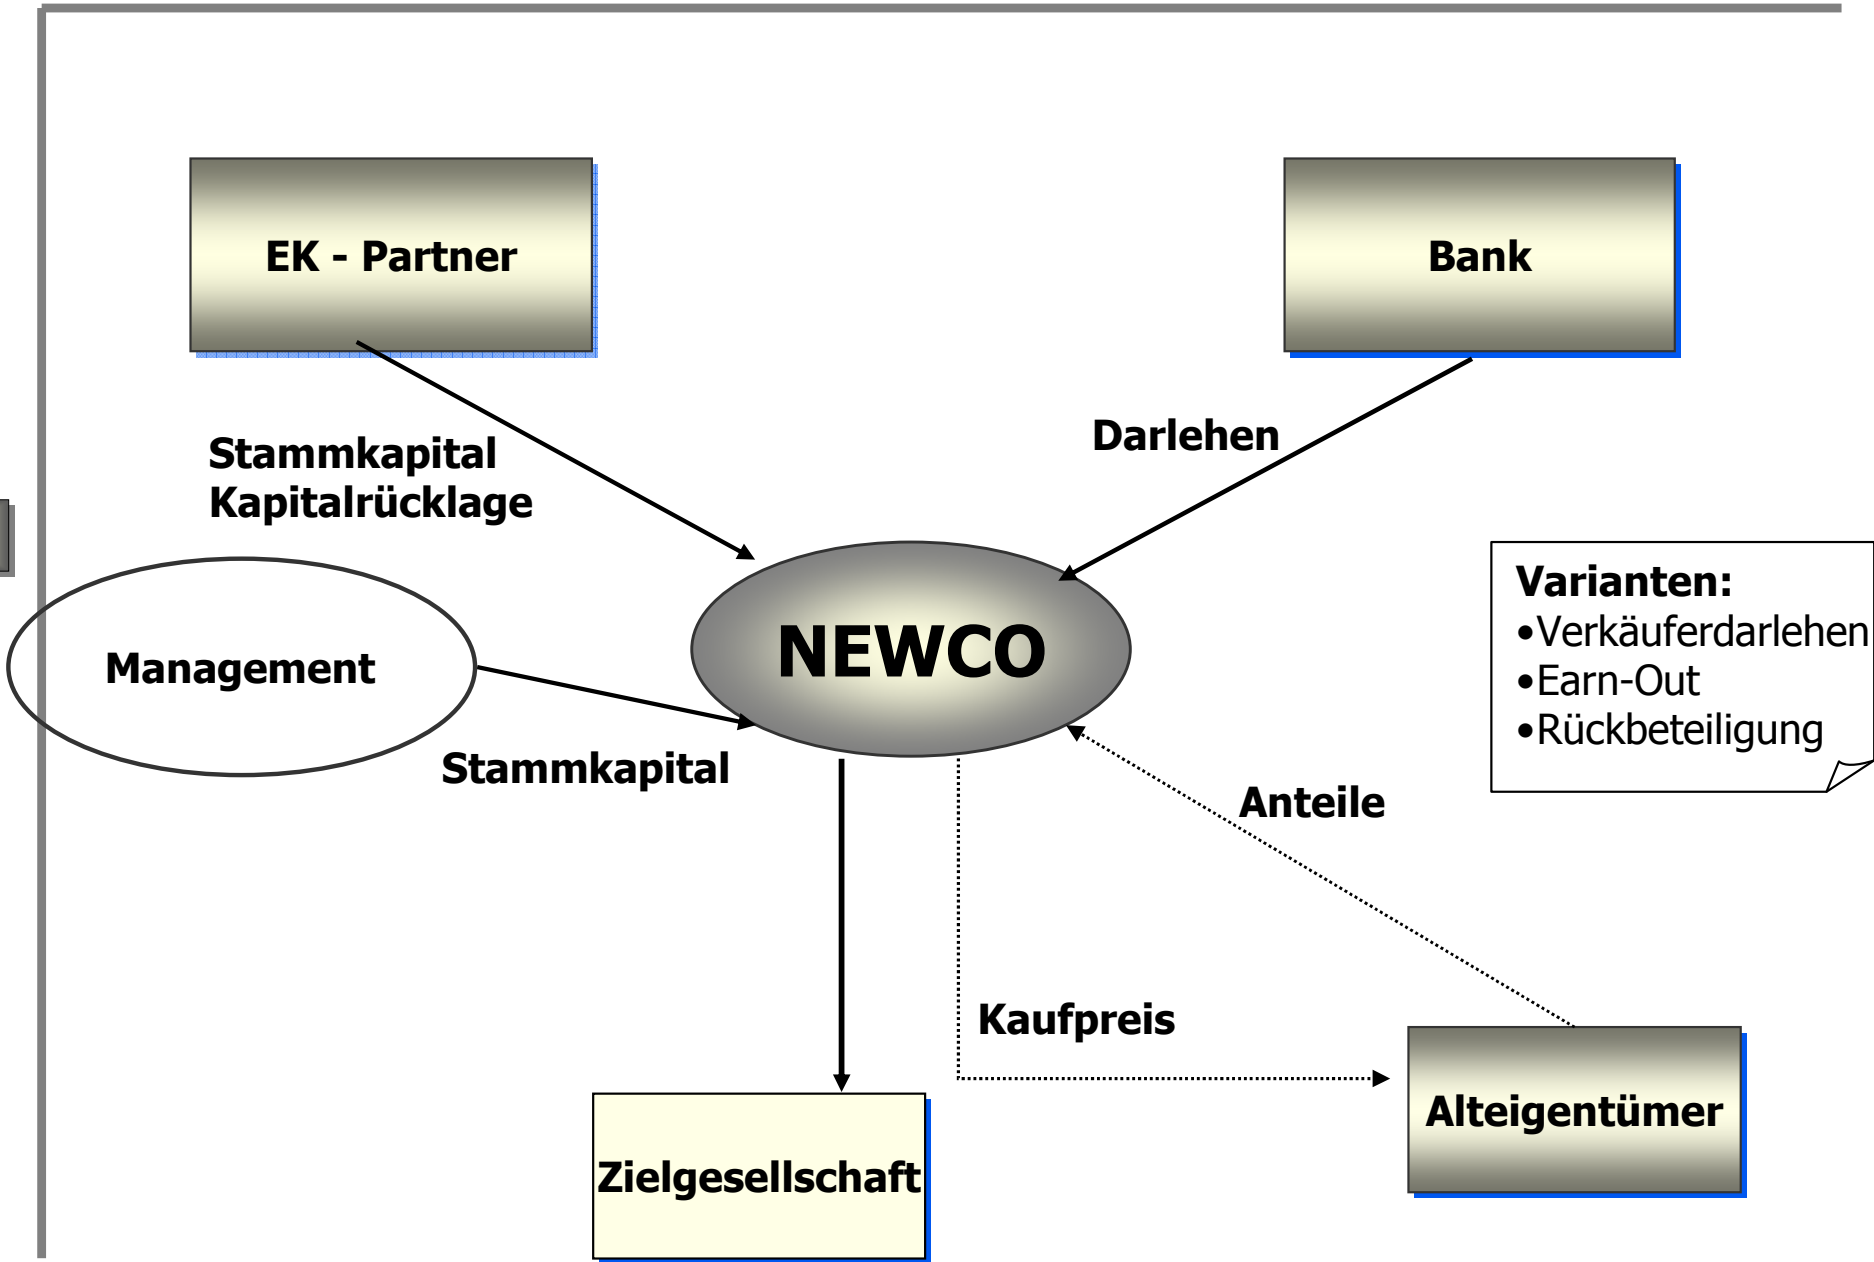 EK - Partner
Bank
Darlehen
Stammkapital
Kapitalrücklage
Varianten:
•Verkäuferdarlehen
•Earn-Out
•Rückbeteiligung
NEWCO
Management
Stammkapital
Anteile
Kaufpreis
Alteigentümer
Zielgesellschaft